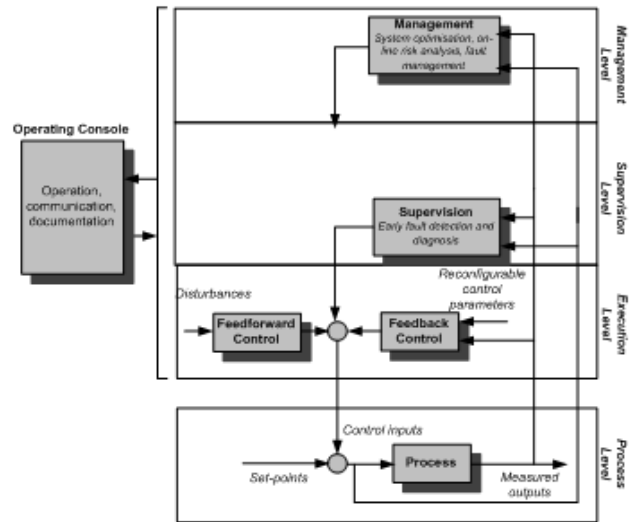 Management
System optimisation, on-
line risk analysis, fault
management
Management
Level
Operating Console
Operation,
communication,
documentation
Supervision
Level
Supervision
Early fault detection and
diagnosis
Reconfigurable
control
parameters
Disturbances
Feedforward
Control
Feedback
Control
Execution
Level
Control inputs
Process
Set-points
Measured
outputs
Process
Level